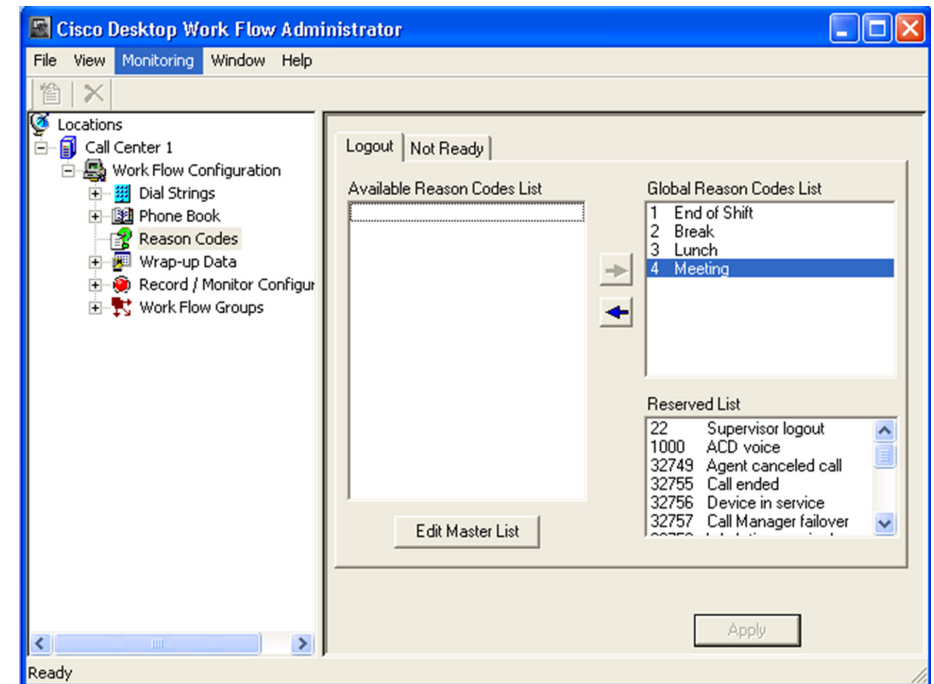 Cisco Desktop Work Flow Administrator
File View Monitoring Window Help
Locations
Call Center 1
Work Flow Configuration
Dial Strings
Phone Book
Reason Codes
Wrap-up Data
Record / Monitor Configur
Work Flow Groups
Logout Not Ready
Available Reason Codes List
Edit Master List
Global Reason Codes List
1 End of Shift
2 Break
3 Lunch
4 Meeting
Reserved List
22 Supervisor logout
1000 ACD voice
32749 Agent canceled call
32755 Call ended
32756 Device in service
32757 Call Manager failover
Apply
Ready